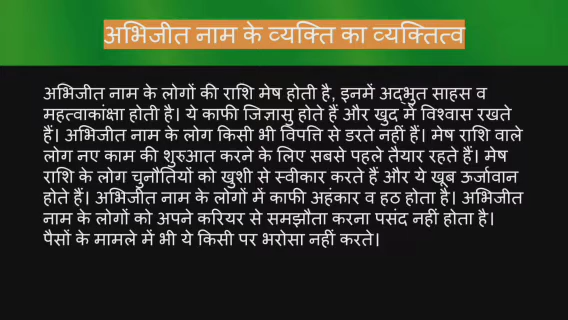 अभिजीत नाम के व्यक्ति का व्यक्तित्व
अभिजीत नाम के लोगों की राशि मेष होती है, इनमें अद्भुत साहस व
महत्वाकांक्षा होती है। ये काफी जिज्ञासु होते हैं और खुद में विश्वास रखते
हैं। अभिजीत नाम के लोग किसी भी विपत्ति से डरते नहीं हैं। मेष राशि वाले
लोग नए काम की शुरुआत करने के लिए सबसे पहले तैयार रहते हैं। मेष
राशि के लोग चुनौतियों को खुशी से स्वीकार करते हैं और ये खूब ऊर्जावान
होते हैं। अभिजीत नाम के लोगों में काफी अहंकार व हठ होता है। अभिजीत
नाम के लोगों को अपने करियर से समझौता करना पसंद नहीं होता है।
पैसों के मामले में भी ये किसी पर भरोसा नहीं करते।